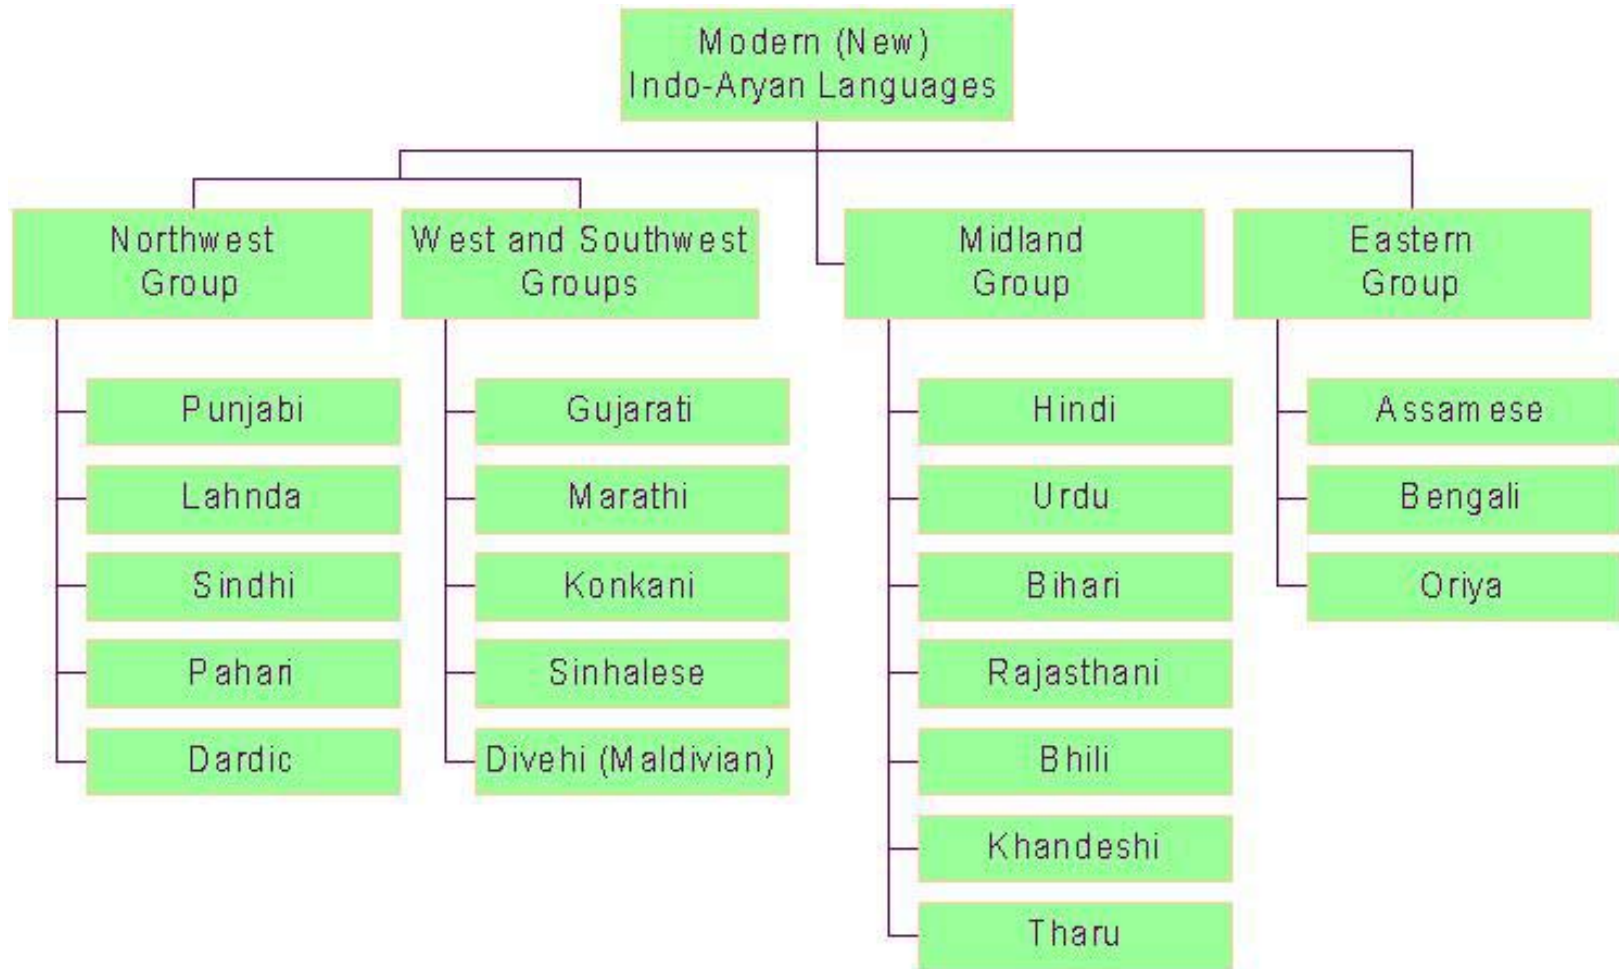 Modern (New)
Indo-Aryan Languages
Northwest
Group
West and Southwest
Groups
Midland
Group
Eastern
Group
Punjabi
Lahnda
Sindhi
Pahari
Dardic
Gujarati
Marathi
Konkani
Sinhalese
Divehi (Maldivian)
Hindi
Urdu
Bihari
Rajasthani
Bhili
Khandeshi
Tharu
Assamese
Bengali
Oriya